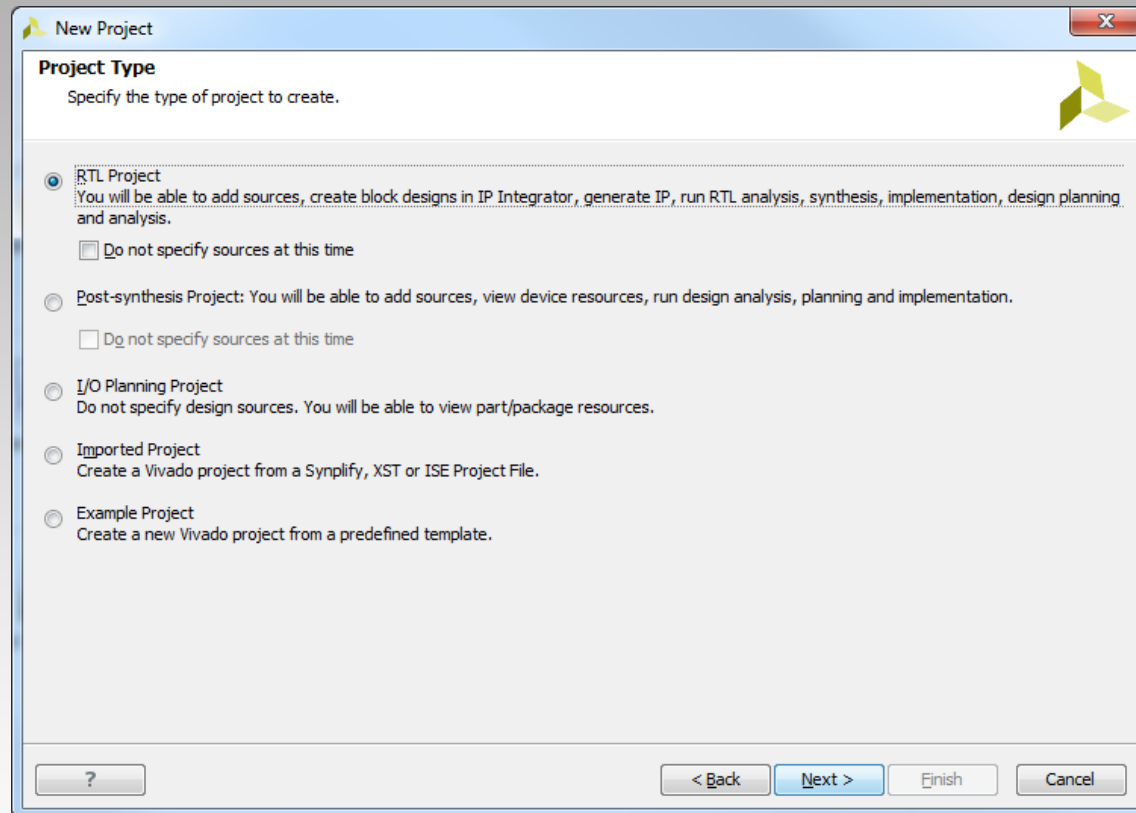 New Project
Project Type
Specify the type of project to create.
RTL Project
You will be able to add sources, create block designs in IP Integrator, generate IP, run RTL analysis, synthesis, implementation, design planning
and analysis.
Do not specify sources at this time
Post-synthesis Project: You will be able to add sources, view device resources, run design analysis, planning and implementation.
Do not specify sources at this time
I/O Planning Project
Do not specify design sources. You will be able to view part/package resources.
Imported Project
Create a Vivado project from a Synplify, XST or ISE Project File.
Example Project
Create a new Vivado project from a predefined template.
? < Back Next > Finish Cancel